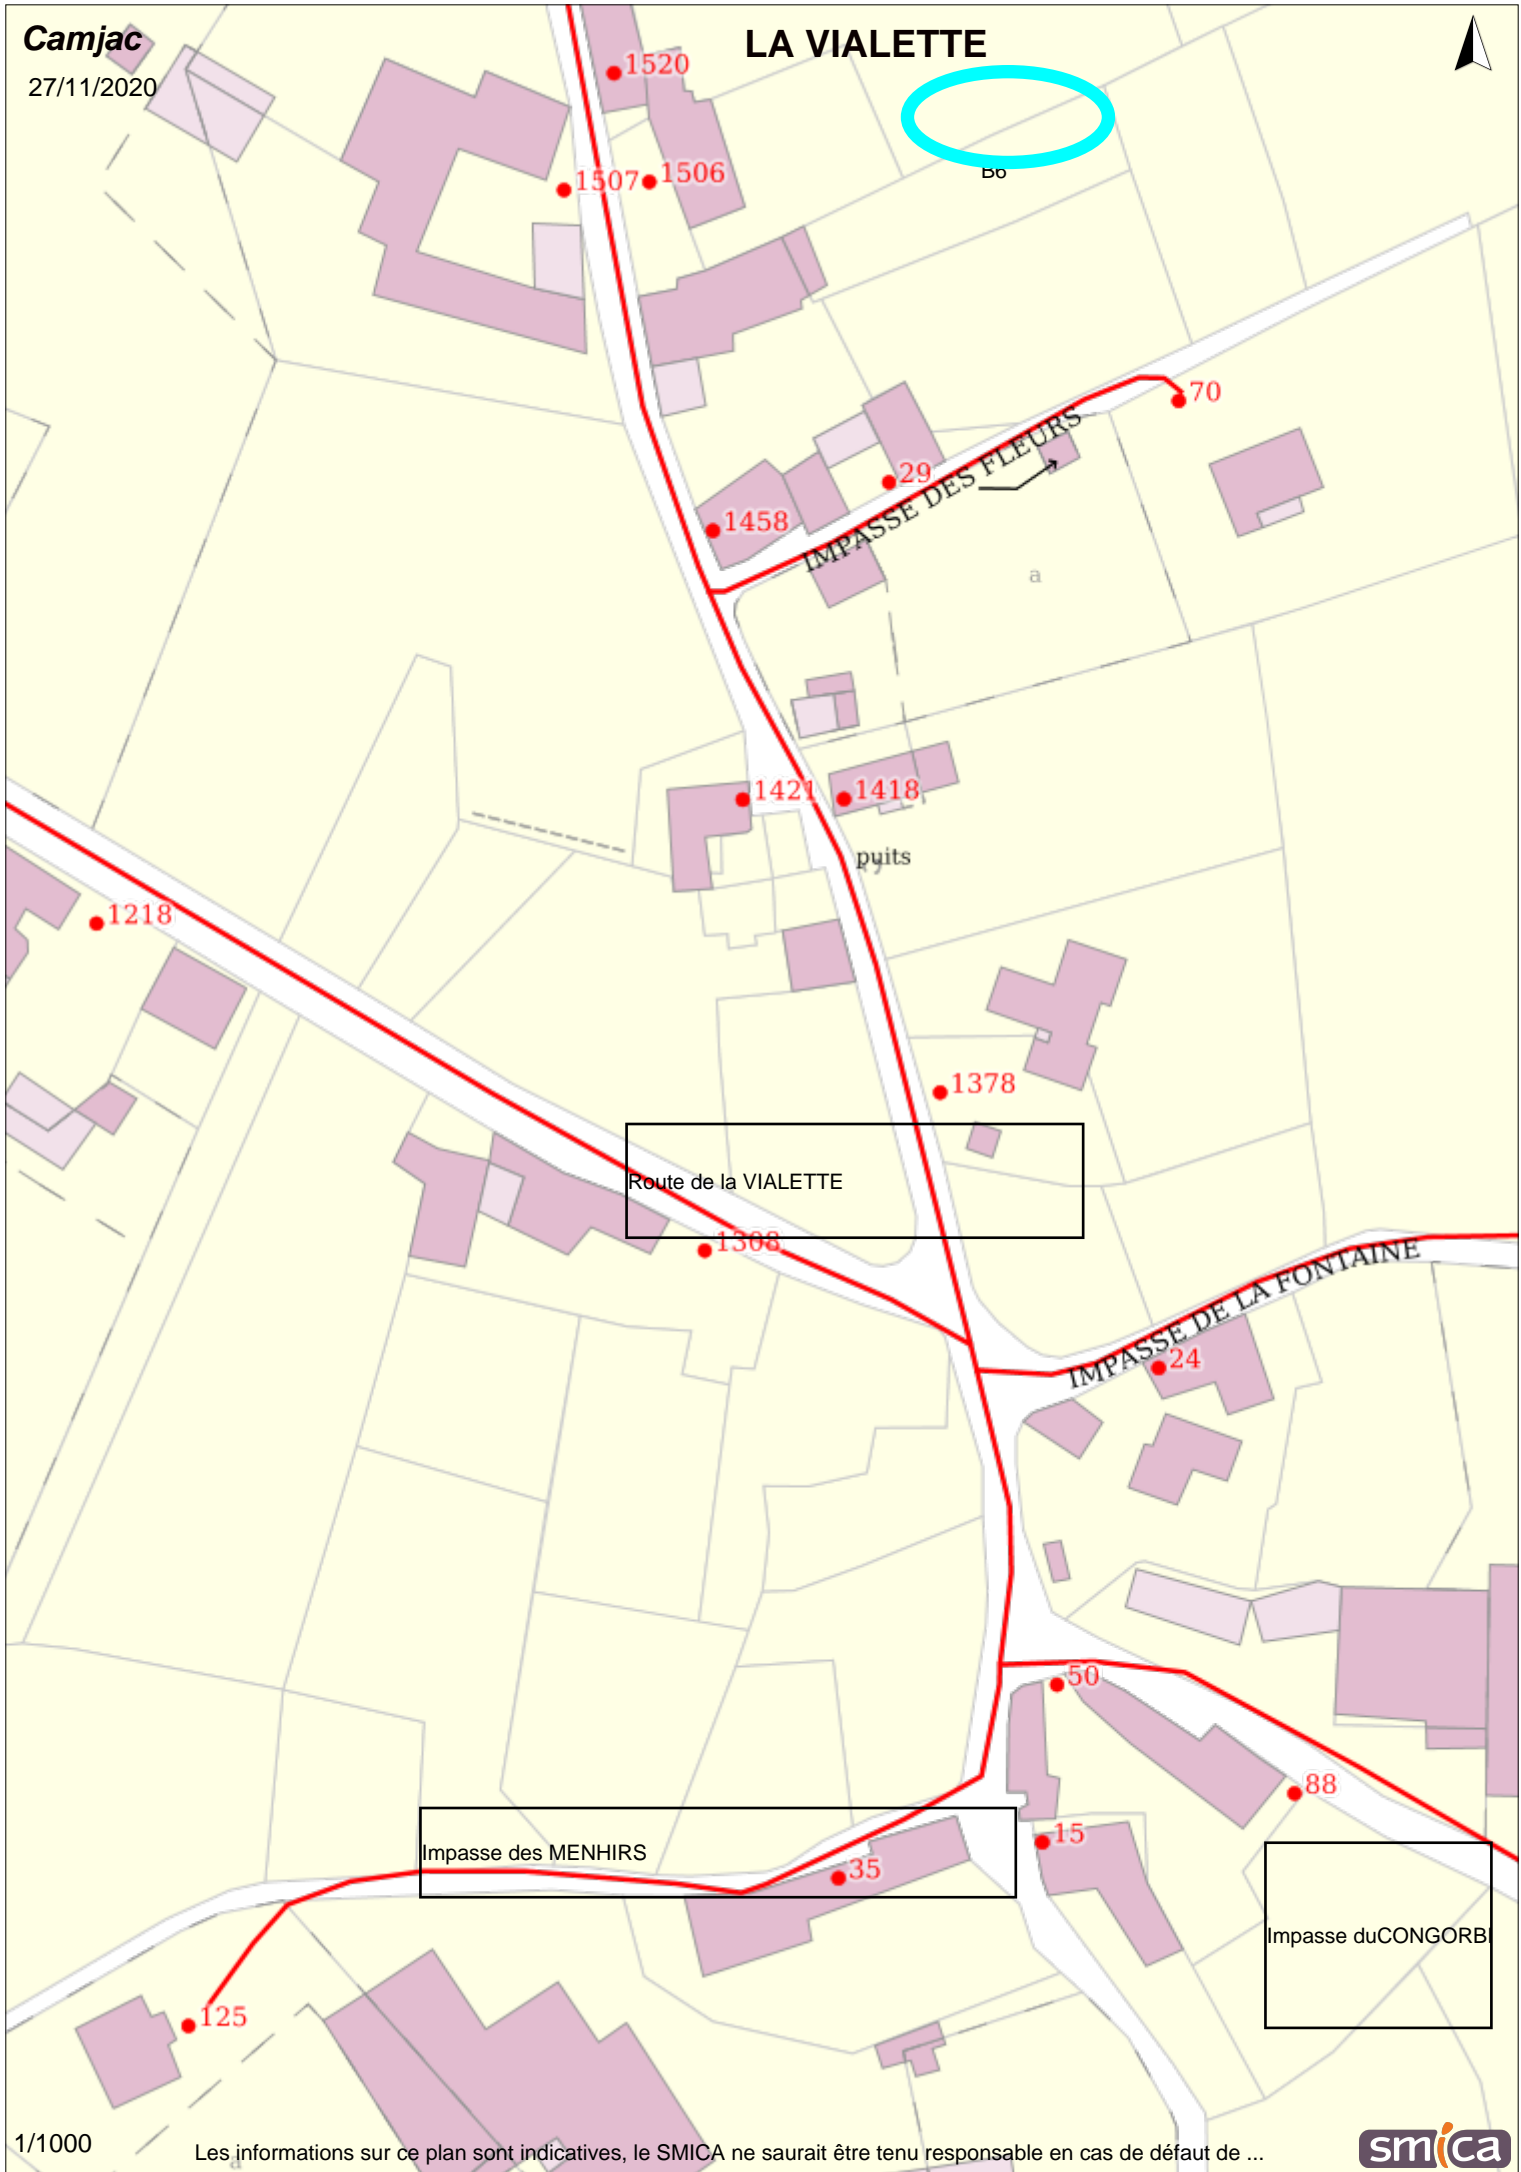 Camjac
LA VIALETTE
27/11/2020
1520
1507
1506
B6
70
29
IMPASSE DES FLEURS
1458
a
1421
1418
puits
1218
1378
Route de la VIALETTE
1308
IMPASSE DE LA FONTAINE
24
50
88
15
Impasse des MENHIRS
35
Impasse duCONGORBI
125
1/1000
a
Les informations sur ce plan sont indicatives, le SMICA ne saurait être tenu responsable en cas de défaut de ...
smica